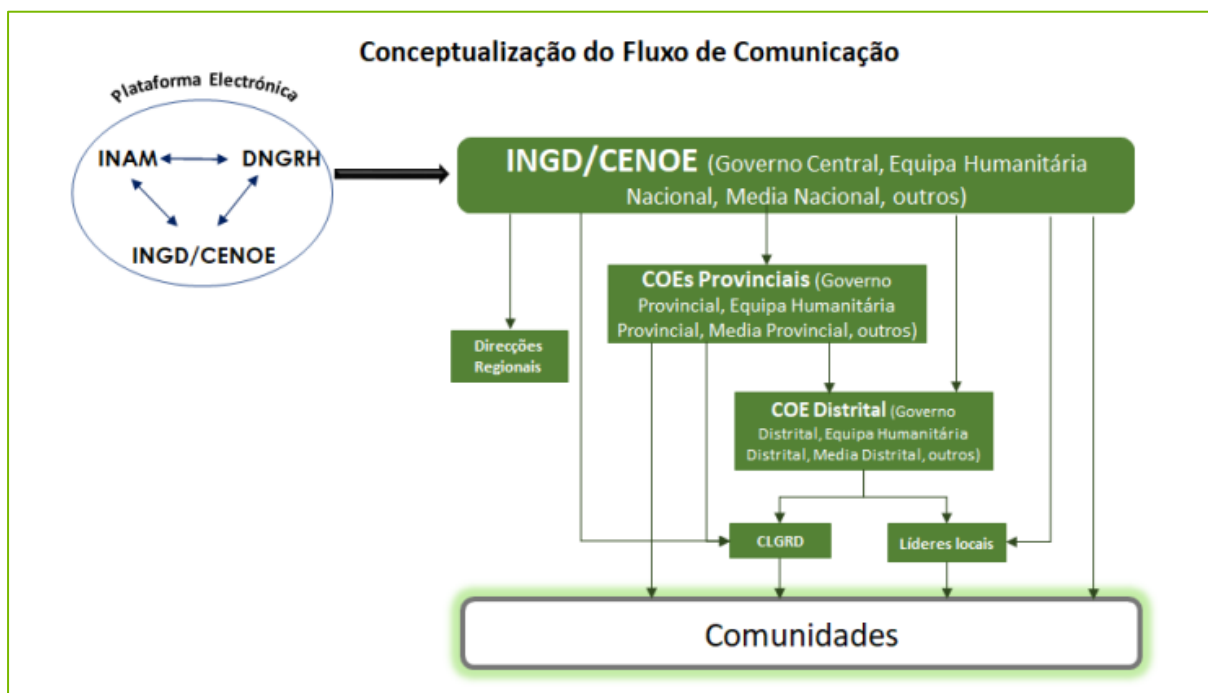 Conceptualização do Fluxo de Comunicação
Plataforma Electrónica
INAM
DNGRH
INGD/CENOE
INGD/CENOE (Governo Central, Equipa Humanitária
Nacional, Media Nacional, outros)
COEs Provinciais (Governo
Provincial, Equipa Humanitária
Provincial, Media Provincial, outros)
Direcções
Regionais
COE Distrital (Governo
Distrital, Equipa Humanitária
Distrital, Media Distrital, outros)
CLGRD
Líderes locais
Comunidades